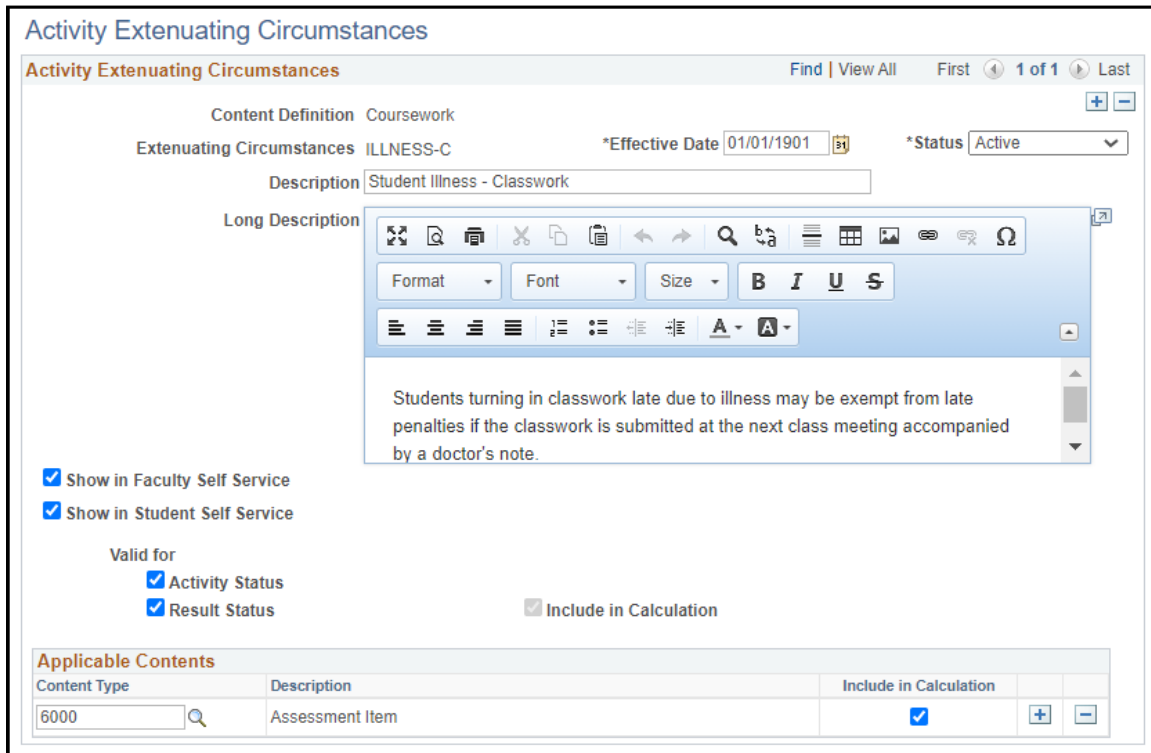 Activity Extenuating Circumstances
Activity Extenuating Circumstances Find | View All First 1 of 1 Last
Content Definition Coursework
Extenuating Circumstances ILLNESS-C *Effective Date 01/01/1901 31 *Status Active
Description Student Illness - Classwork
Long Description
Format Font Size B I U S
A A
Students turning in classwork late due to illness may be exempt from late
penalties if the classwork is submitted at the next class meeting accompanied
by a doctor's note.
Show in Faculty Self Service
Show in Student Self Service
Valid for
Activity Status
Result Status Include in Calculation
Applicable Contents
Content Type Description Include in Calculation
6000 Assessment Item